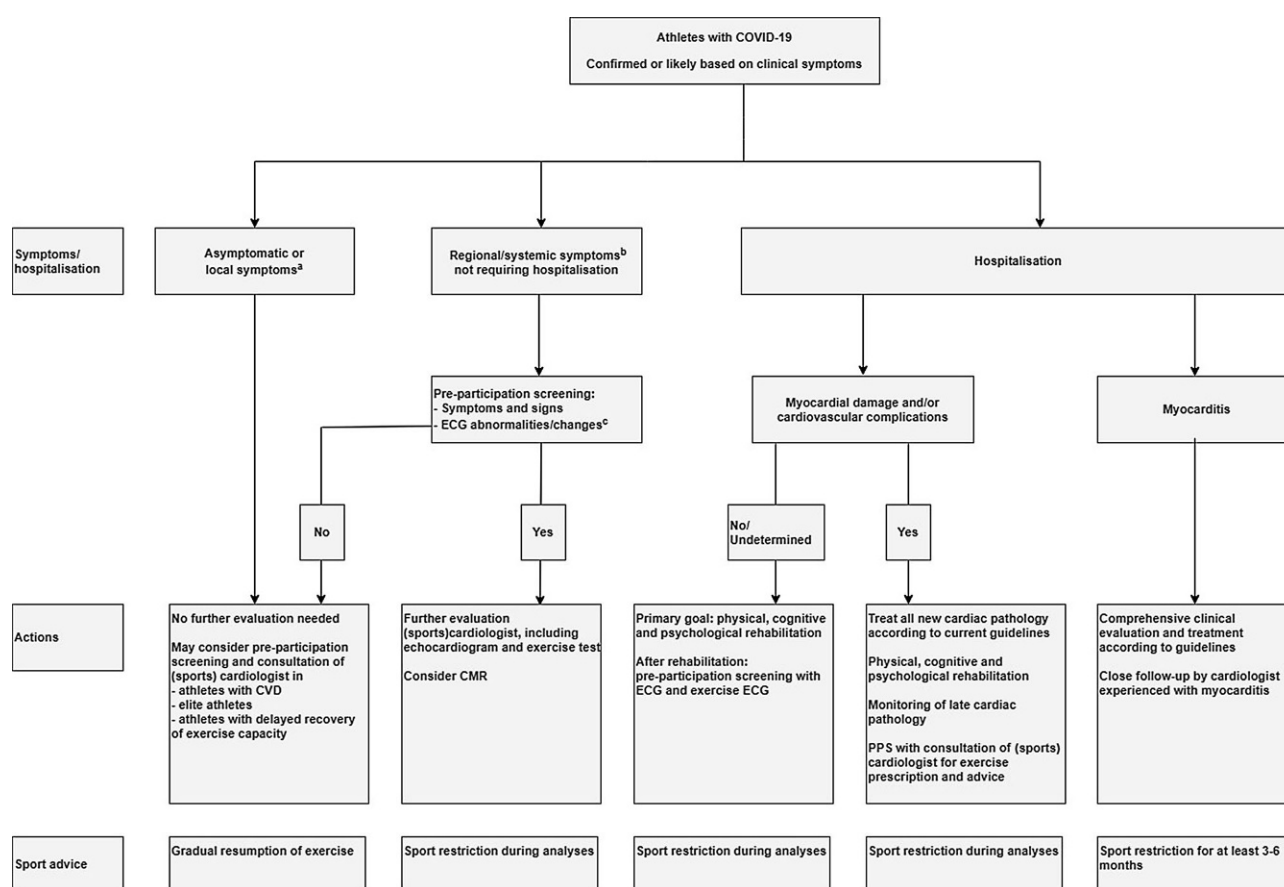 Athletes with COVID-19
Confirmed or likely based on clinical symptoms
Symptoms/
hospitalisation
Asymptomatic or
local symptomsᵃ
Regional/systemic symptomsᵇ
not requiring hospitalisation
Hospitalisation
Pre-participation screening:
- Symptoms and signs
- ECG abnormalities/changesᶜ
Myocardial damage and/or
cardiovascular complications
Myocarditis
No
Yes
No/
Undetermined
Yes
Actions
No further evaluation needed
May consider pre-participation
screening and consultation of
(sports) cardiologist in
- athletes with CVD
- elite athletes
- athletes with delayed recovery
of exercise capacity
Further evaluation
(sports)cardiologist, including
echocardiogram and exercise test
Consider CMR
Primary goal: physical, cognitive
and psychological rehabilitation
After rehabilitation:
pre-participation screening with
ECG and exercise ECG
Treat all new cardiac pathology
according to current guidelines
Physical, cognitive and
psychological rehabilitation
Monitoring of late cardiac
pathology
PPS with consultation of (sports)
cardiologist for exercise
prescription and advice
Comprehensive clinical
evaluation and treatment
according to guidelines
Close follow-up by cardiologist
experienced with myocarditis
Sport advice
Gradual resumption of exercise
Sport restriction during analyses
Sport restriction during analyses
Sport restriction during analyses
Sport restriction for at least 3-6
months